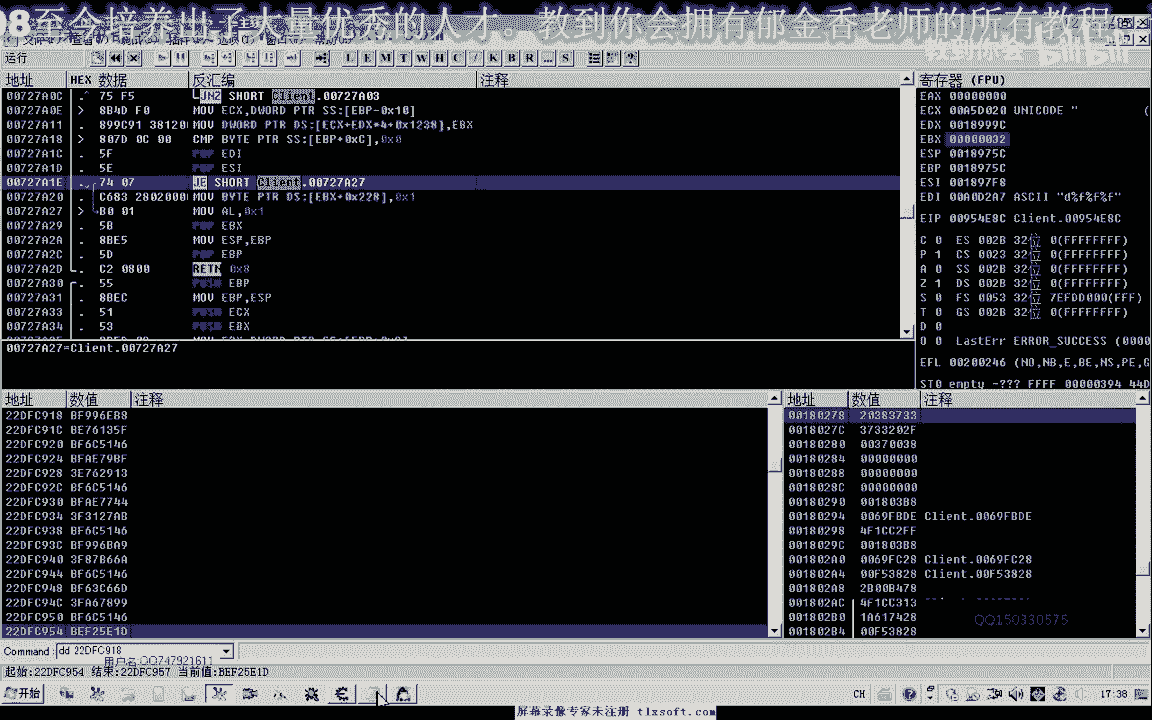 8至今培养出了大量优秀的人才。教到你会拥有郁金香老师的所有教程
教到你会 bilibili
运行
L E M T W H C / K B R ... S
地址 HEX 数据 反汇编 注释
00727A0C .^ 75 F5 JNZ SHORT Client.00727A03
00727A0E > 8B4D F0 MOV ECX,DWORD PTR SS:[EBP-0x10]
00727A11 . 899C91 38120 MOV DWORD PTR DS:[ECX+EDX*4+0x1238],EBX
00727A18 > 807D 0C 00 CMP BYTE PTR SS:[EBP+0xC],0x0
00727A1C . 5F POP EDI
00727A1D . 5E POP ESI
00727A1E . 74 07 JE SHORT Client.00727A27
00727A20 . C683 28020000 MOV BYTE PTR DS:[EBX+0x228],0x1
00727A27 > B0 01 MOV AL,0x1
00727A29 . 5B POP EBX
00727A2A . 8BE5 MOV ESP,EBP
00727A2C . 5D POP EBP
00727A2D . C2 0800 RETN 0x8
00727A30 . 55 PUSH EBP
00727A31 . 8BEC MOV EBP,ESP
00727A33 . 51 PUSH ECX
00727A34 . 53 PUSH EBX
00727A27=Client.00727A27
寄存器 (FPU)
EAX 00000000
ECX 00A5D020 UNICODE " (
EDX 0018999C
EBX 00000032
ESP 0018975C
EBP 0018975C
ESI 001897F8
EDI 00A0D2A7 ASCII "d%f%f%f"
EIP 00954E8C Client.00954E8C
C 0 ES 002B 32位 0(FFFFFFFF)
P 1 CS 0023 32位 0(FFFFFFFF)
A 0 SS 002B 32位 0(FFFFFFFF)
Z 1 DS 002B 32位 0(FFFFFFFF)
S 0 FS 0053 32位 7EFDD000(FFF)
T 0 GS 002B 32位 0(FFFFFFFF)
D 0
O 0 LastErr ERROR_SUCCESS (0000
EFL 00200246 (NO,NB,E,BE,NS,PE,G
ST0 empty -??? FFFF 00000394 44D
地址 数值 注释
22DFC918 BF996EB8
22DFC91C BE76135F
22DFC920 BF6C5146
22DFC924 BFAE79BF
22DFC928 3E762913
22DFC92C BF6C5146
22DFC930 BFAE7744
22DFC934 3F3127AB
22DFC938 BF6C5146
22DFC93C BF996BA9
22DFC940 3F87B66A
22DFC944 BF6C5146
22DFC948 BF63C66D
22DFC94C 3FA67899
22DFC950 BF6C5146
22DFC954 BEF25E1D
地址 数值 注释
00180278 20383733
0018027C 3733202F
00180280 00370038
00180284 00000000
00180288 00000000
0018028C 00000000
00180290 001803B8
00180294 0069FBDE Client.0069FBDE
00180298 4F1CC2FF
0018029C 001803B8
001802A0 0069FC28 Client.0069FC28
001802A4 00F53828 Client.00F53828
001802A8 2B00B478
001802AC 4F1CC313
001802B0 1A617428
001802B4 00F53828
QQ150330575
Command: dd 22DFC918
用户名:QQ747921611
起始:22DFC954 结束:22DFC957 当前值:BEF25E1D
开始
CH
17:38
屏幕录像专家未注册 tlxsoft.com